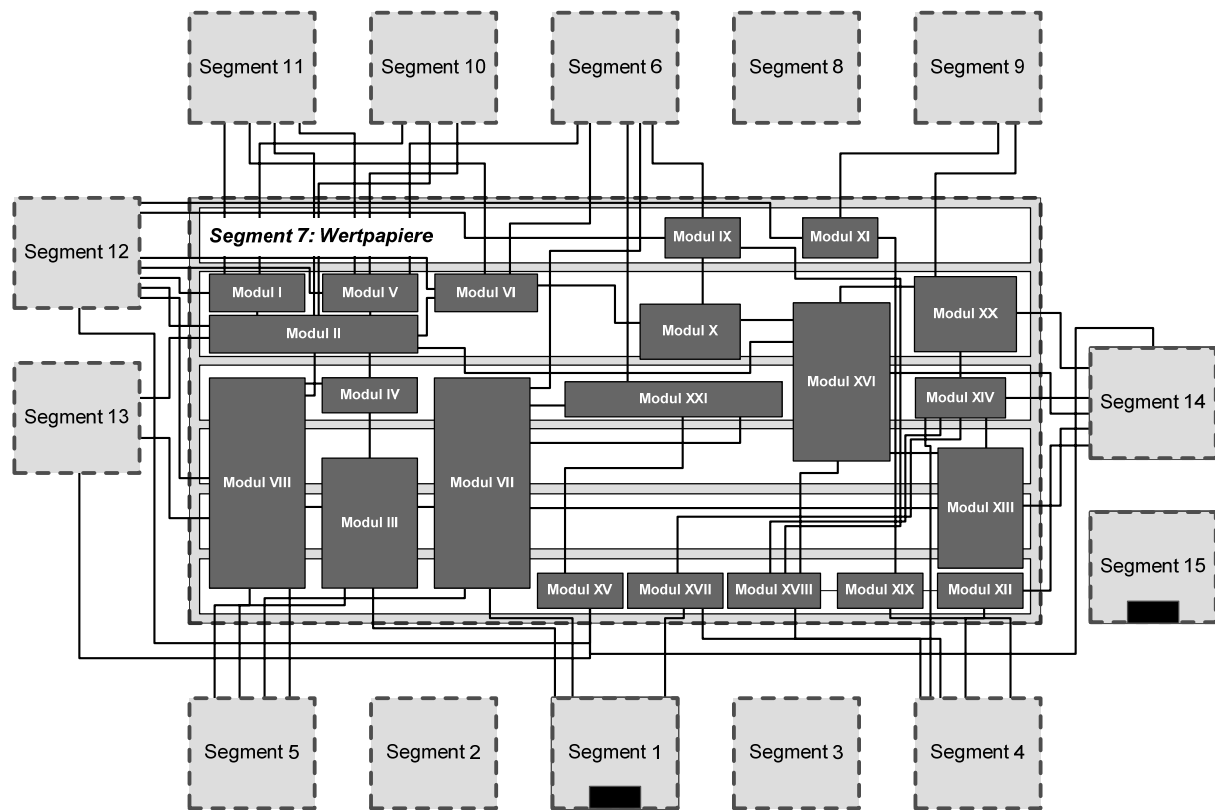 Segment 11
Segment 10
Segment 6
Segment 8
Segment 9
Segment 12
Segment 7: Wertpapiere
Modul IX
Modul XI
Modul I
Modul V
Modul VI
Modul II
Modul X
Modul XX
Modul XVI
Segment 13
Modul IV
Modul XXI
Modul XIV
Segment 14
Modul VIII
Modul III
Modul VII
Modul XIII
Segment 15
Modul XV
Modul XVII
Modul XVIII
Modul XIX
Modul XII
Segment 5
Segment 2
Segment 1
Segment 3
Segment 4